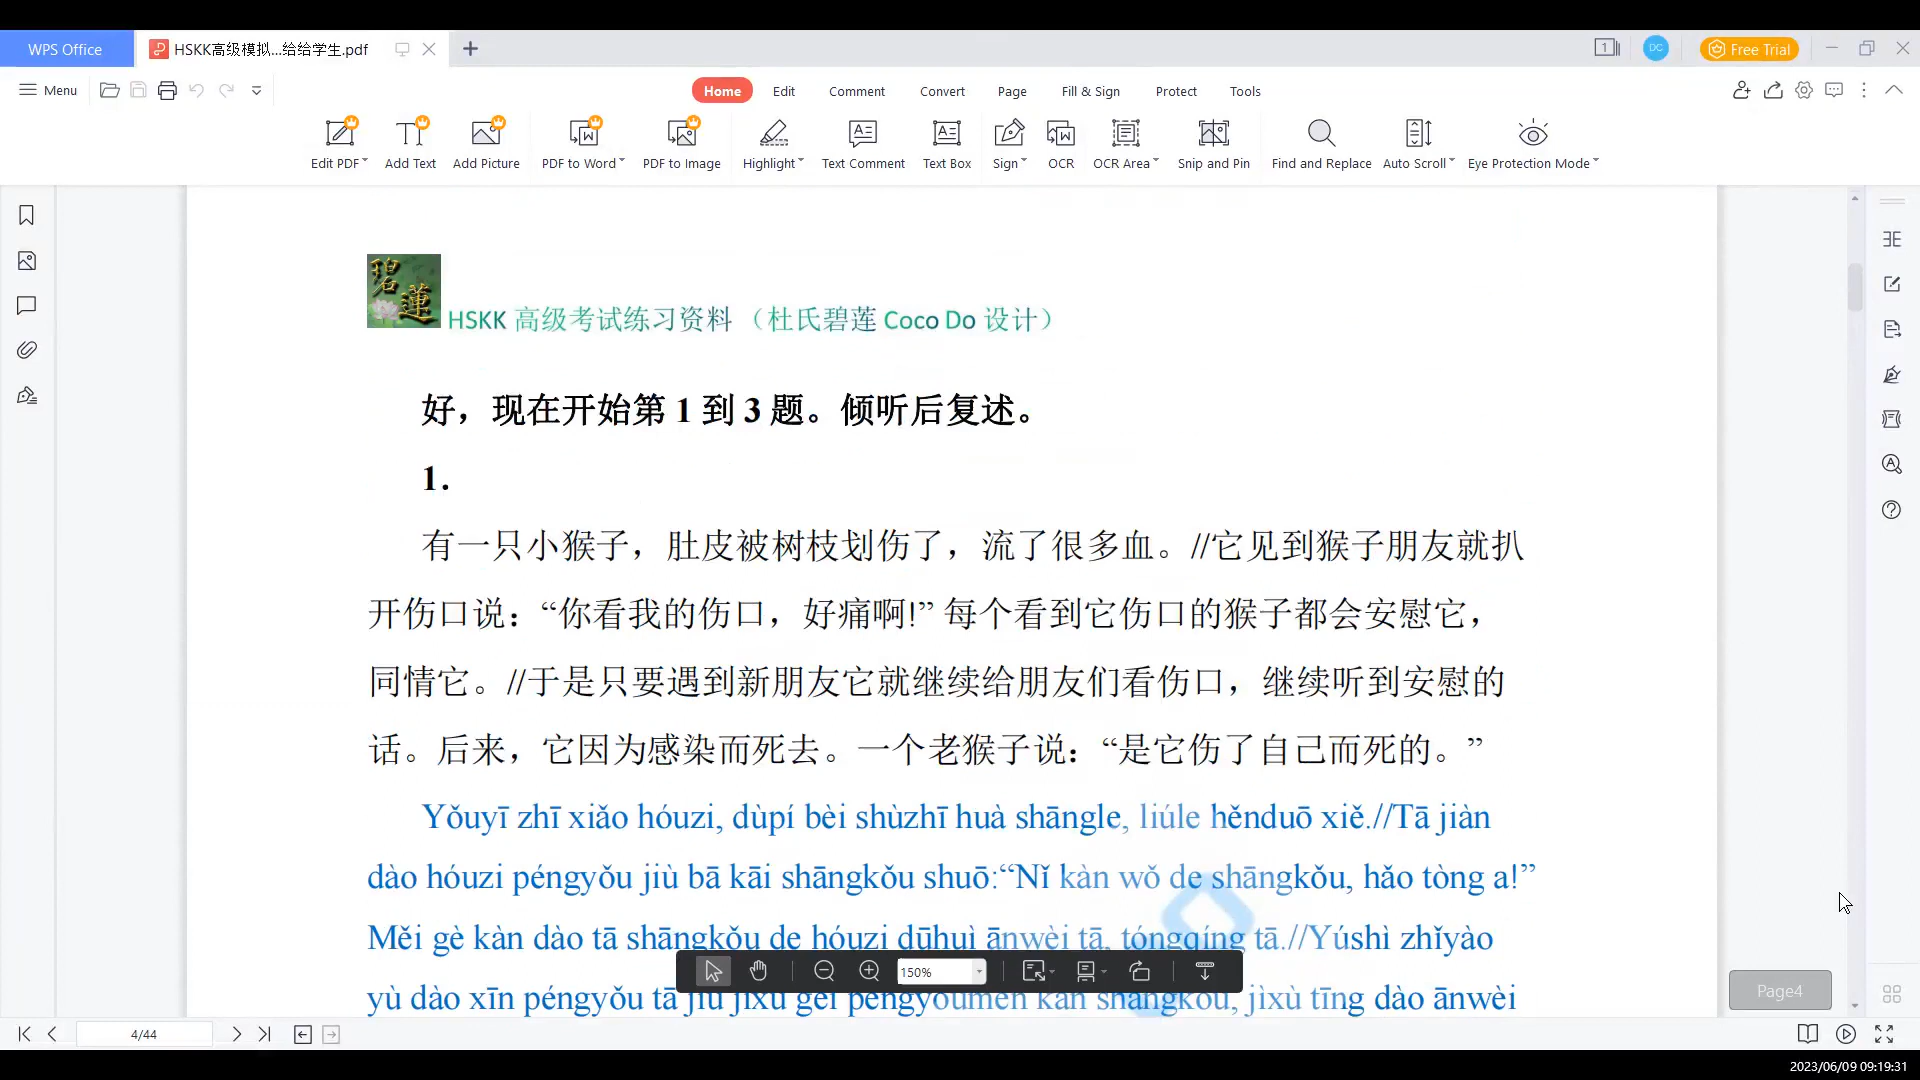 WPS Office
HSKK高级模拟...给给学生.pdf
1
DC
Free Trial
Menu
Home Edit Comment Convert Page Fill & Sign Protect Tools
Edit PDF Add Text Add Picture PDF to Word PDF to Image Highlight Text Comment Text Box Sign OCR OCR Area Snip and Pin Find and Replace Auto Scroll Eye Protection Mode
碧蓮
HSKK 高级考试练习资料 （杜氏碧莲 Coco Do 设计）
好，现在开始第 1 到 3 题。倾听后复述。
1.
有一只小猴子，肚皮被树枝划伤了，流了很多血。//它见到猴子朋友就扒
开伤口说：“你看我的伤口，好痛啊!” 每个看到它伤口的猴子都会安慰它，
同情它。//于是只要遇到新朋友它就继续给朋友们看伤口，继续听到安慰的
话。后来，它因为感染而死去。一个老猴子说：“是它伤了自己而死的。”
Yǒuyī zhī xiǎo hóuzi, dùpí bèi shùzhī huà shāngle, liúle hěnduō xiě.//Tā jiàn
dào hóuzi péngyǒu jiù bā kāi shāngkǒu shuō:“Nǐ kàn wǒ de shāngkǒu, hǎo tòng a!”
Měi gè kàn dào tā shāngkǒu de hóuzi dūhuì ānwèi tā, tóngqíng tā.//Yúshì zhǐyào
yù dào xīn péngyǒu tā jiù jìxù gěi péngyǒumen kàn shāngkǒu, jìxù tīng dào ānwèi
150%
Page4
4/44
2023/06/09 09:19:31